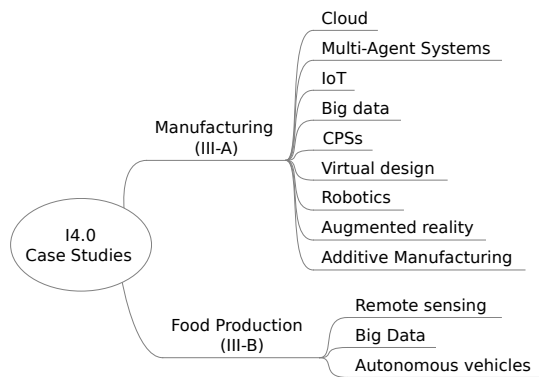 Cloud
Multi-Agent Systems
IoT
Big data
CPSs
Virtual design
Robotics
Augmented reality
Additive Manufacturing
Manufacturing
(III-A)
I4.0
Case Studies
Food Production
(III-B)
Remote sensing
Big Data
Autonomous vehicles